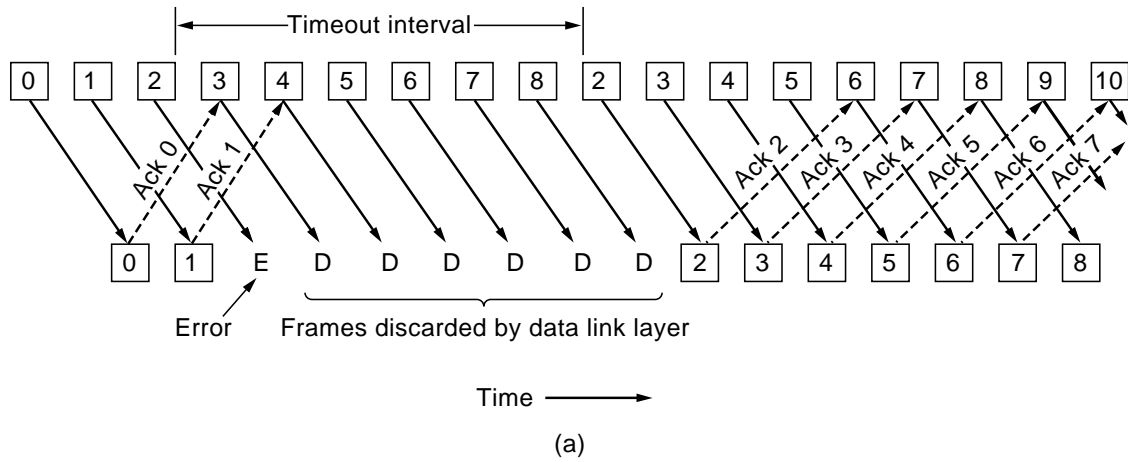 Timeout interval
0 1 2 3 4 5 6 7 8 2 3 4 5 6 7 8 9 10
Ack 0 Ack 1 Ack 2 Ack 3 Ack 4 Ack 5 Ack 6 Ack 7
0 1 E D D D D D D 2 3 4 5 6 7 8
Error Frames discarded by data link layer
Time
(a)